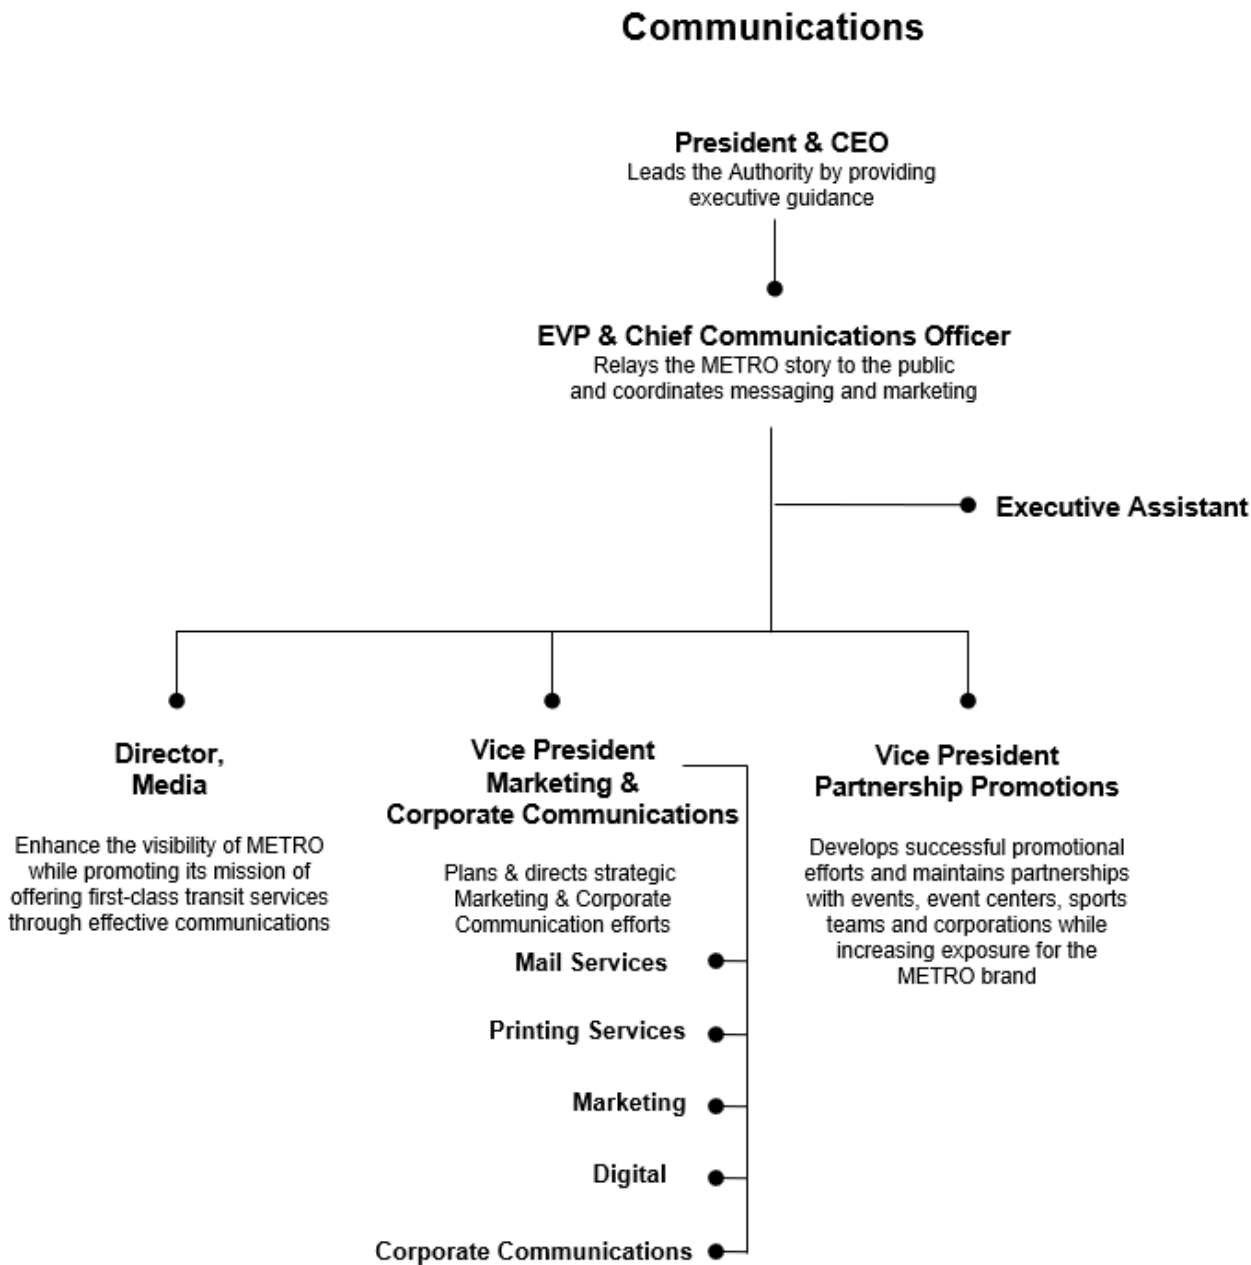 Communications
President & CEO
Leads the Authority by providing
executive guidance
EVP & Chief Communications Officer
Relays the METRO story to the public
and coordinates messaging and marketing
Executive Assistant
Director,
Media
Enhance the visibility of METRO
while promoting its mission of
offering first-class transit services
through effective communications
Vice President
Marketing &
Corporate Communications
Plans & directs strategic
Marketing & Corporate
Communication efforts
Mail Services
Printing Services
Marketing
Digital
Corporate Communications
Vice President
Partnership Promotions
Develops successful promotional
efforts and maintains partnerships
with events, event centers, sports
teams and corporations while
increasing exposure for the
METRO brand